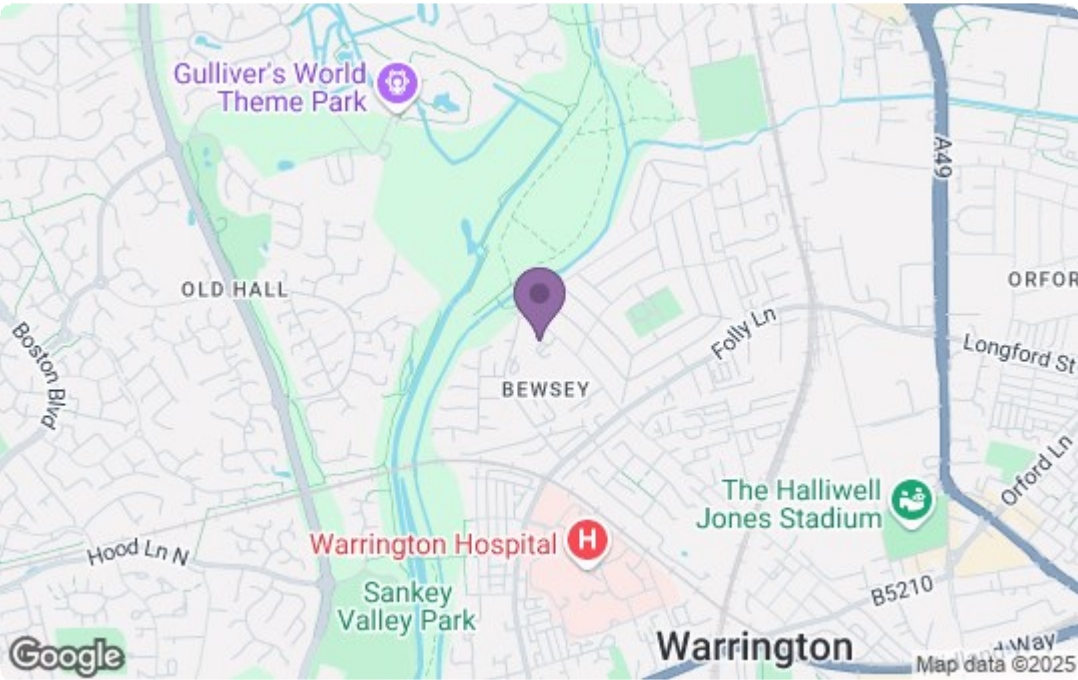 Gulliver's World
Theme Park
A49
OLD HALL
ORFOR
Boston Blvd
Folly Ln
Longford St
BEWSEY
Orford Ln
The Halliwell
Jones Stadium
H
Warrington Hospital
Hood Ln N
Sankey
Valley Park
B5210
Warrington
Way
Google
Map data ©2025